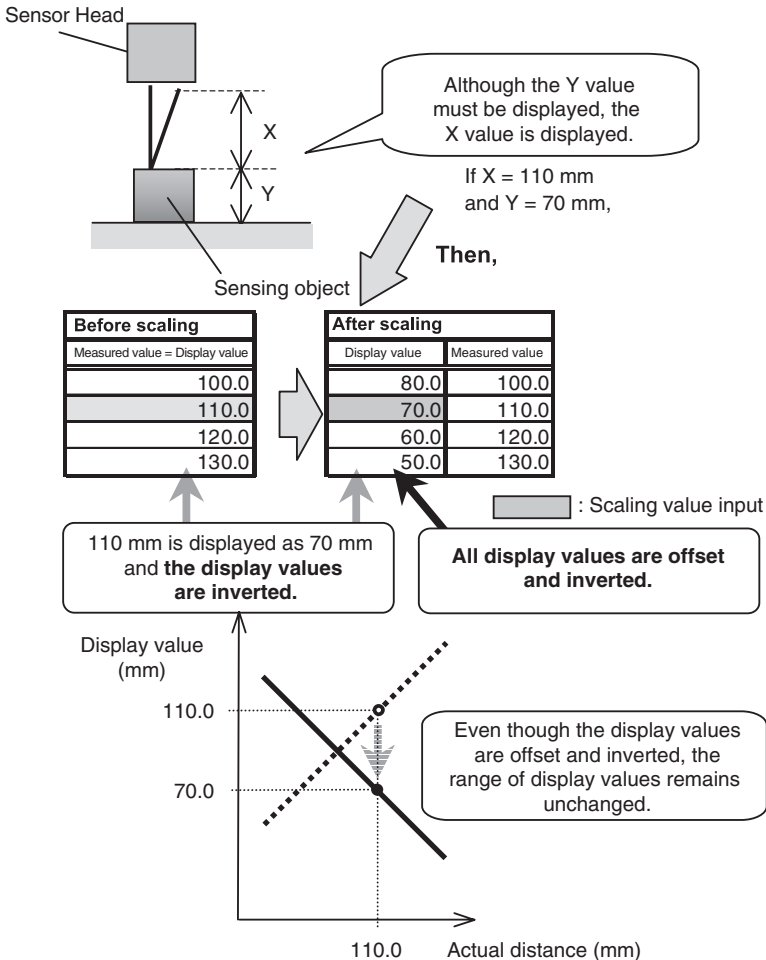 Sensor Head
Although the Y value
must be displayed, the
X value is displayed.
X
Y
If X = 110 mm
and Y = 70 mm,
Then,
Sensing object
Before scaling
Measured value = Display value
100.0
110.0
120.0
130.0
After scaling
Display value Measured value
80.0 100.0
70.0 110.0
60.0 120.0
50.0 130.0
: Scaling value input
110 mm is displayed as 70 mm
and the display values
are inverted.
All display values are offset
and inverted.
Display value
(mm)
110.0
70.0
Even though the display values
are offset and inverted, the
range of display values remains
unchanged.
110.0 Actual distance (mm)